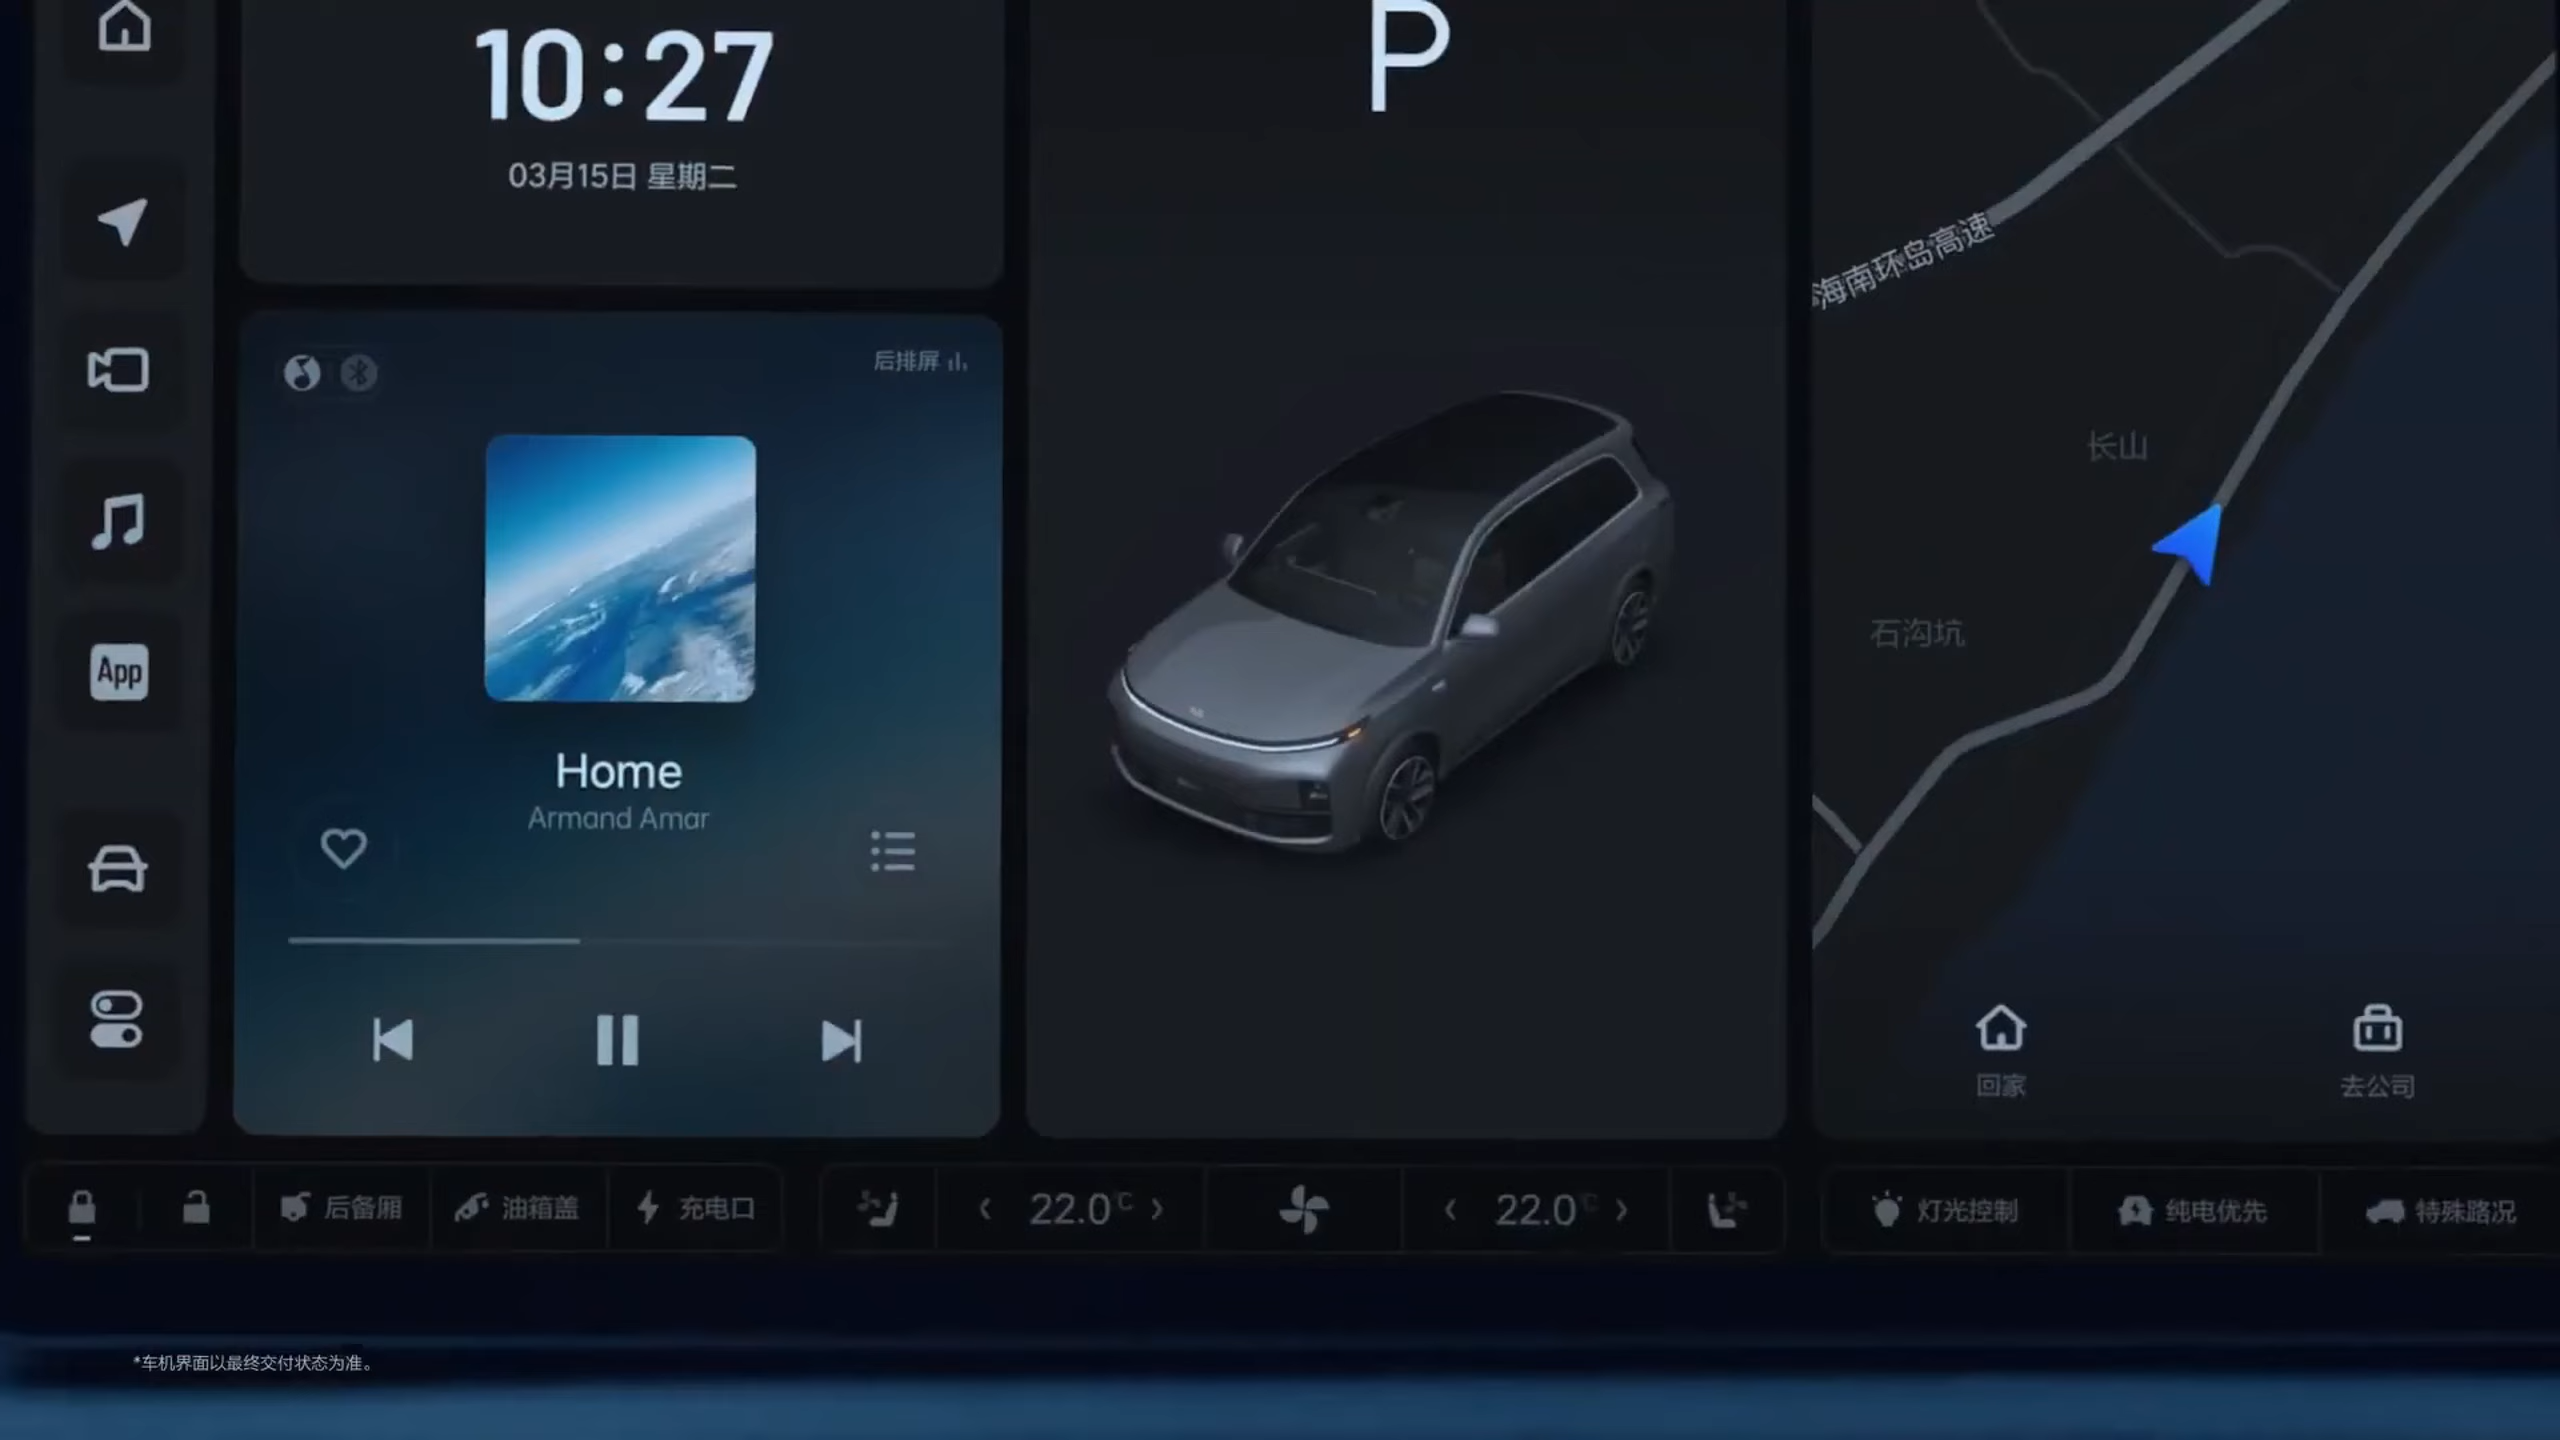 10:27
03月15日 星期二
P
海南环岛高速
后排屏
App
长山
石沟坑
Home
Armand Amar
回家
去公司
后备厢
油箱盖
充电口
22.0℃
22.0℃
灯光控制
纯电优先
特殊路况
*车机界面以最终交付状态为准。